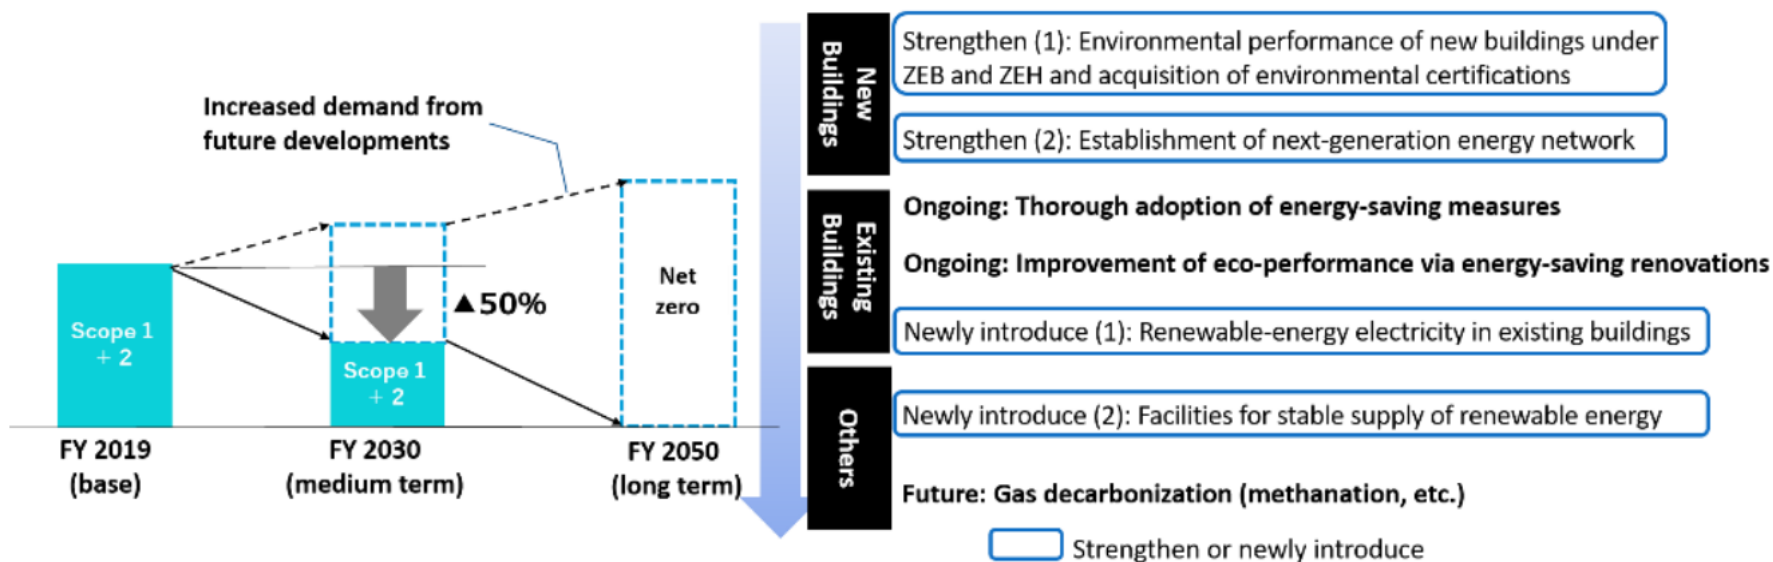 Increased demand from
future developments
Scope 1
+ 2
▲50%
Scope 1
+ 2
Net
zero
FY 2019
(base)
FY 2030
(medium term)
FY 2050
(long term)
New
Buildings
Strengthen (1): Environmental performance of new buildings under
ZEB and ZEH and acquisition of environmental certifications
Strengthen (2): Establishment of next-generation energy network
Existing
Buildings
Ongoing: Thorough adoption of energy-saving measures
Ongoing: Improvement of eco-performance via energy-saving renovations
Newly introduce (1): Renewable-energy electricity in existing buildings
Others
Newly introduce (2): Facilities for stable supply of renewable energy
Future: Gas decarbonization (methanation, etc.)
Strengthen or newly introduce